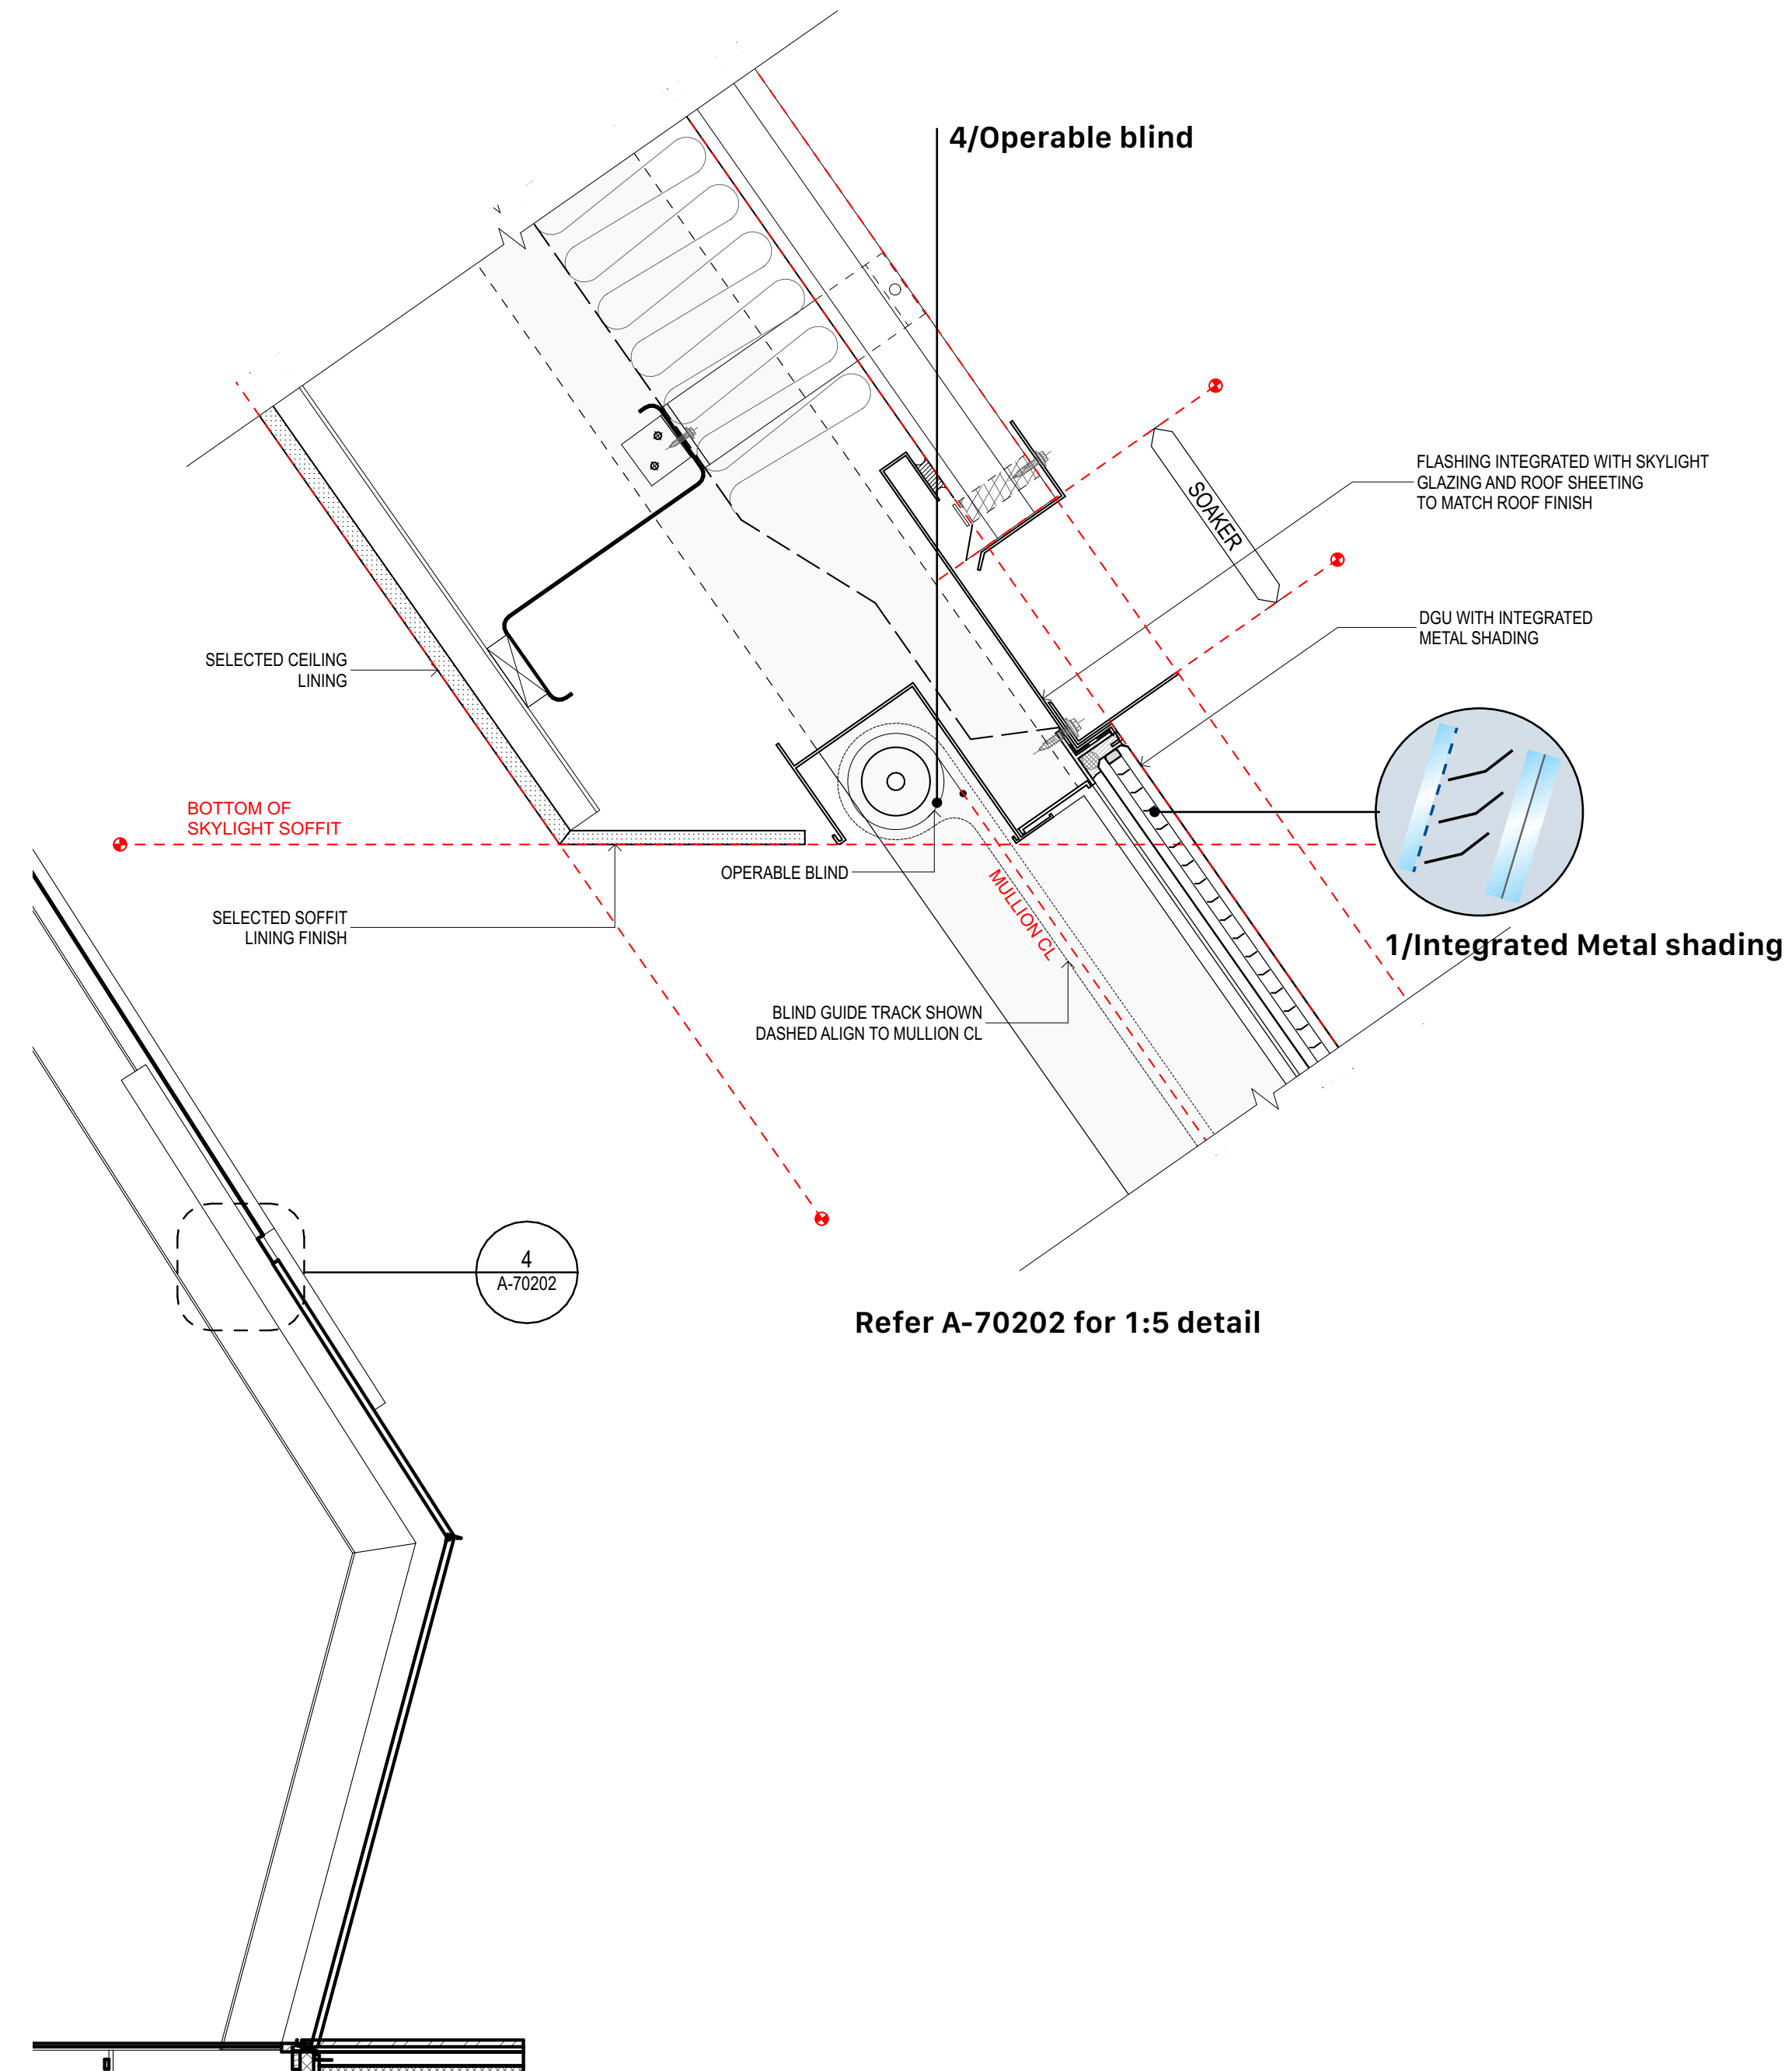 4/Operable blind
FLASHING INTEGRATED WITH SKYLIGHT
GLAZING AND ROOF SHEETING
TO MATCH ROOF FINISH
SOAKER
DGU WITH INTEGRATED
METAL SHADING
SELECTED CEILING
LINING
BOTTOM OF
SKYLIGHT SOFFIT
OPERABLE BLIND
MULLION CL
SELECTED SOFFIT
LINING FINISH
1/Integrated Metal shading
BLIND GUIDE TRACK SHOWN
DASHED ALIGN TO MULLION CL
4
A-70202
Refer A-70202 for 1:5 detail